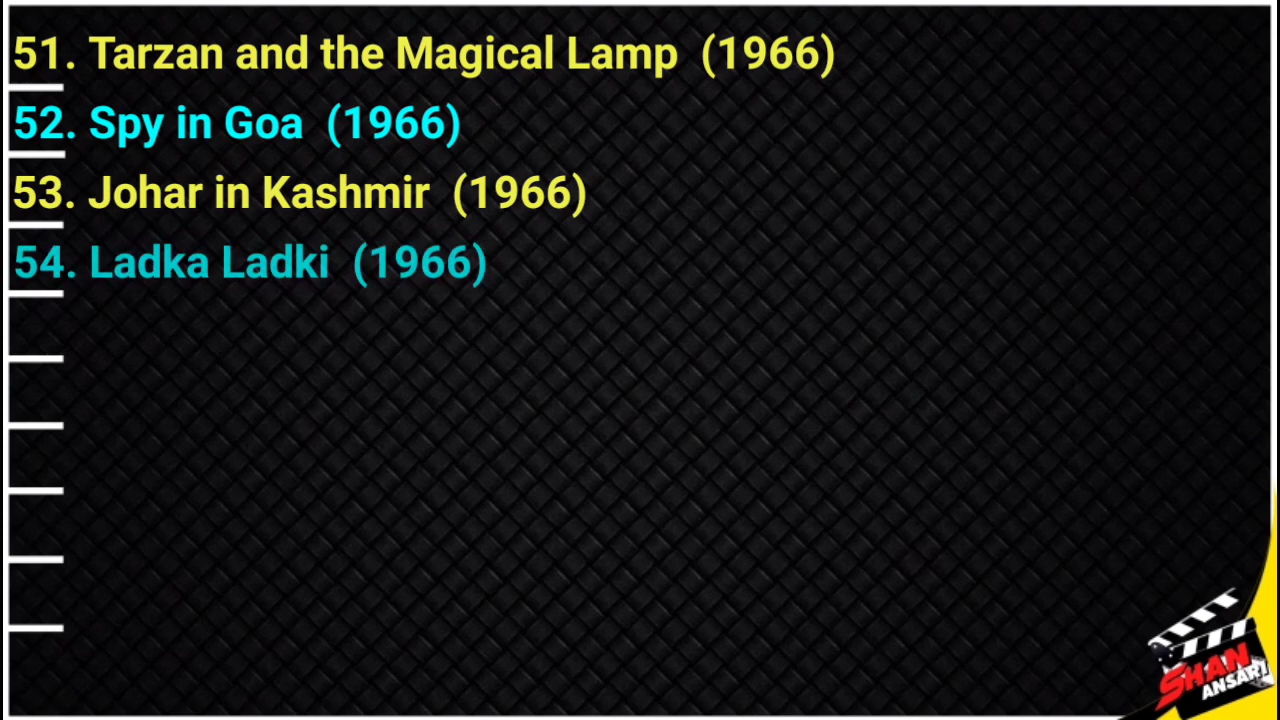 51. Tarzan and the Magical Lamp (1966)
52. Spy in Goa (1966)
53. Johar in Kashmir (1966)
54. Ladka Ladki (1966)
SHAN
ANSARI